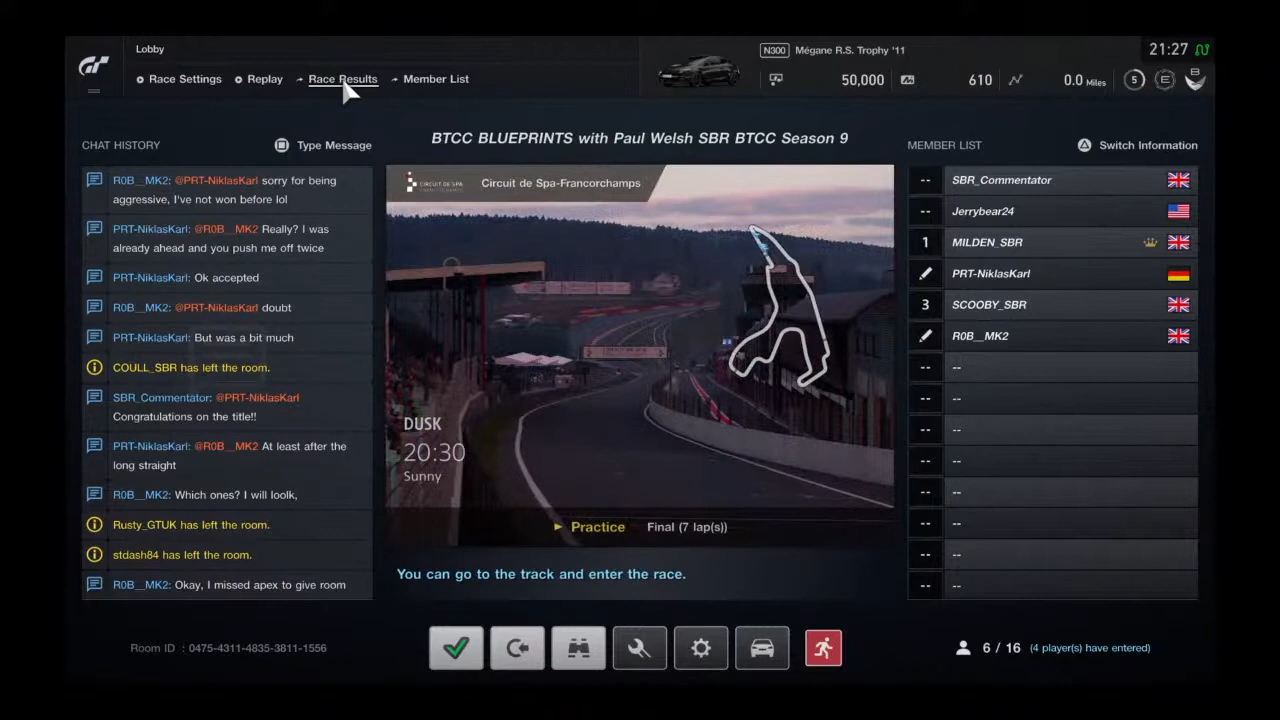 Lobby
Race Settings
Replay
Race Results
Member List
N300
Mégane R.S. Trophy '11
50,000
610
0.0 Miles
5
E
B
21:27
CHAT HISTORY
Type Message
R0B__MK2: @PRT-NiklasKarl sorry for being
aggressive, I've not won before lol
PRT-NiklasKarl: @R0B__MK2 Really? I was
already ahead and you push me off twice
PRT-NiklasKarl: Ok accepted
R0B__MK2: @PRT-NiklasKarl doubt
PRT-NiklasKarl: But was a bit much
COULL_SBR has left the room.
SBR_Commentator: @PRT-NiklasKarl
Congratulations on the title!!
PRT-NiklasKarl: @R0B__MK2 At least after the
long straight
R0B__MK2: Which ones? I will loolk,
Rusty_GTUK has left the room.
stdash84 has left the room.
R0B__MK2: Okay, I missed apex to give room
BTCC BLUEPRINTS with Paul Welsh SBR BTCC Season 9
CIRCUIT DE SPA
Circuit de Spa-Francorchamps
DUSK
20:30
Sunny
Practice
Final (7 lap(s))
You can go to the track and enter the race.
MEMBER LIST
Switch Information
-- SBR_Commentator
-- Jerrybear24
1 MILDEN_SBR
PRT-NiklasKarl
3 SCOOBY_SBR
R0B__MK2
-- --
-- --
-- --
-- --
-- --
-- --
-- --
-- --
Room ID : 0475-4311-4835-3811-1556
6 / 16 (4 player(s) have entered)